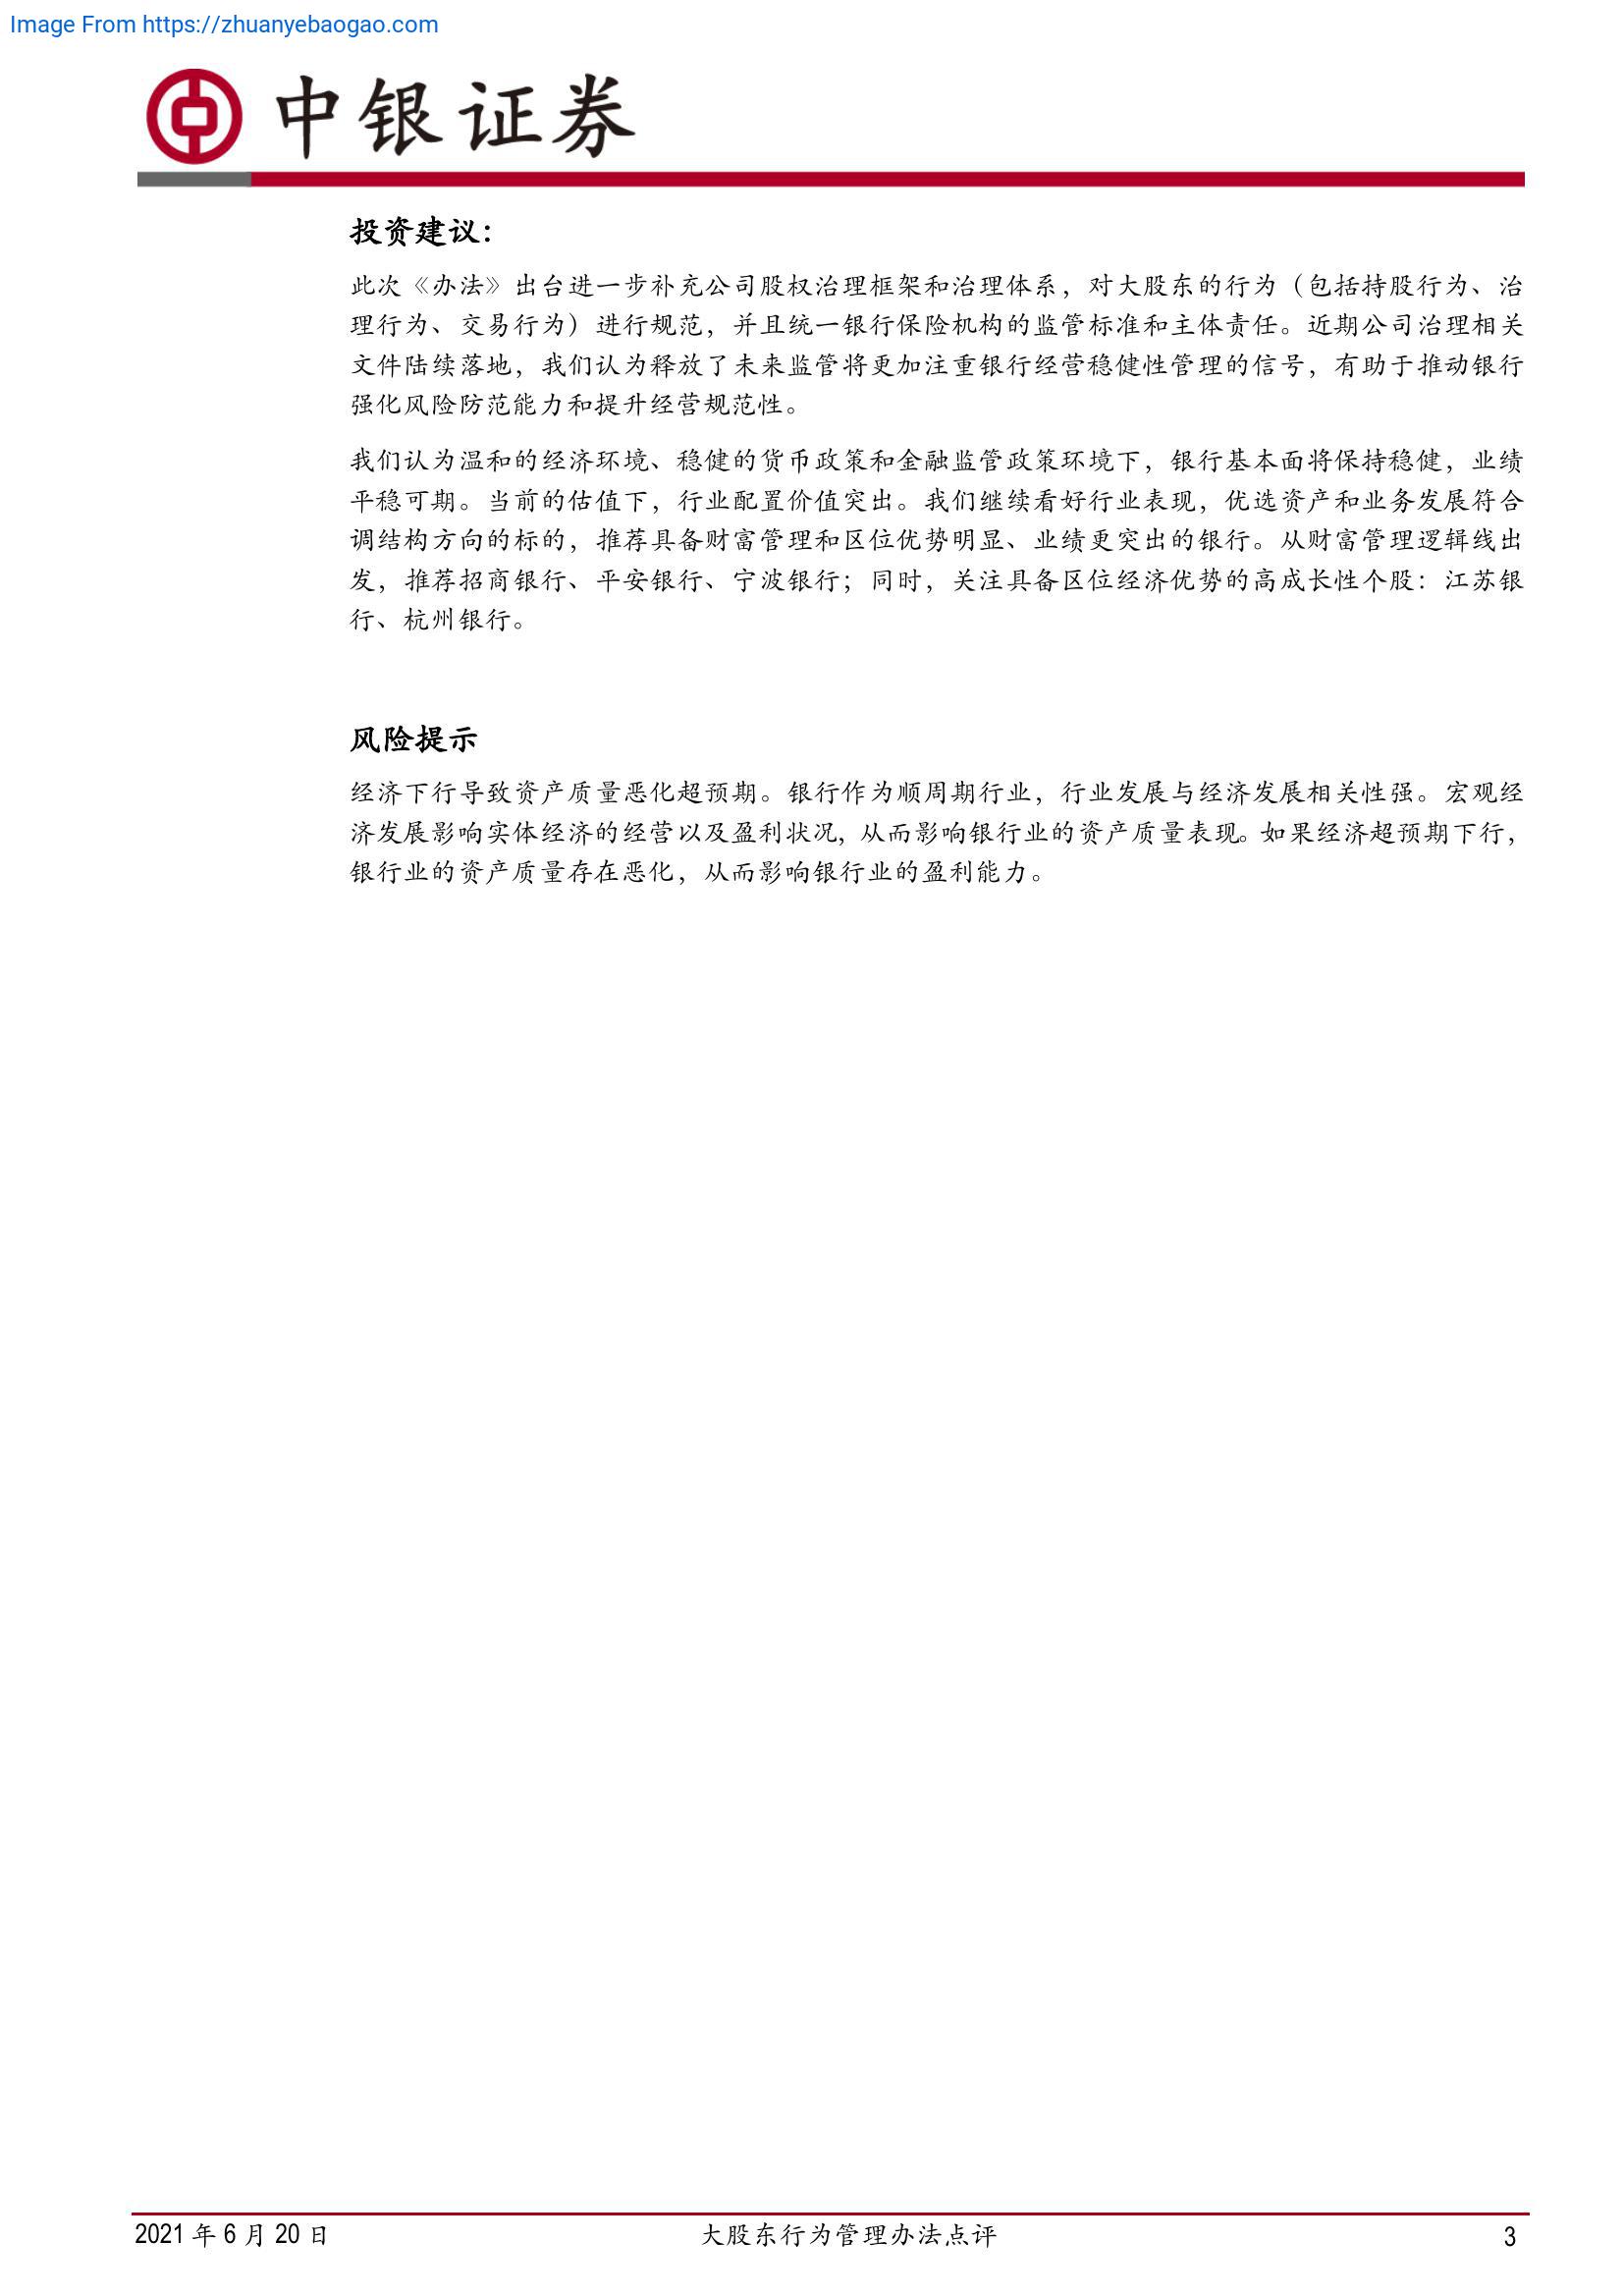 Image From https://zhuanyebaogao.com
中银证券
投资建议：
此次《办法》出台进一步补充公司股权治理框架和治理体系，对大股东的行为（包括持股行为、治
理行为、交易行为）进行规范，并且统一银行保险机构的监管标准和主体责任。近期公司治理相关
文件陆续落地，我们认为释放了未来监管将更加注重银行经营稳健性管理的信号，有助于推动银行
强化风险防范能力和提升经营规范性。
我们认为温和的经济环境、稳健的货币政策和金融监管政策环境下，银行基本面将保持稳健，业绩
平稳可期。当前的估值下，行业配置价值突出。我们继续看好行业表现，优选资产和业务发展符合
调结构方向的标的，推荐具备财富管理和区位优势明显、业绩更突出的银行。从财富管理逻辑线出
发，推荐招商银行、平安银行、宁波银行；同时，关注具备区位经济优势的高成长性个股：江苏银
行、杭州银行。
风险提示
经济下行导致资产质量恶化超预期。银行作为顺周期行业，行业发展与经济发展相关性强。宏观经
济发展影响实体经济的经营以及盈利状况，从而影响银行业的资产质量表现。如果经济超预期下行，
银行业的资产质量存在恶化，从而影响银行业的盈利能力。
2021 年 6 月 20 日
大股东行为管理办法点评
3